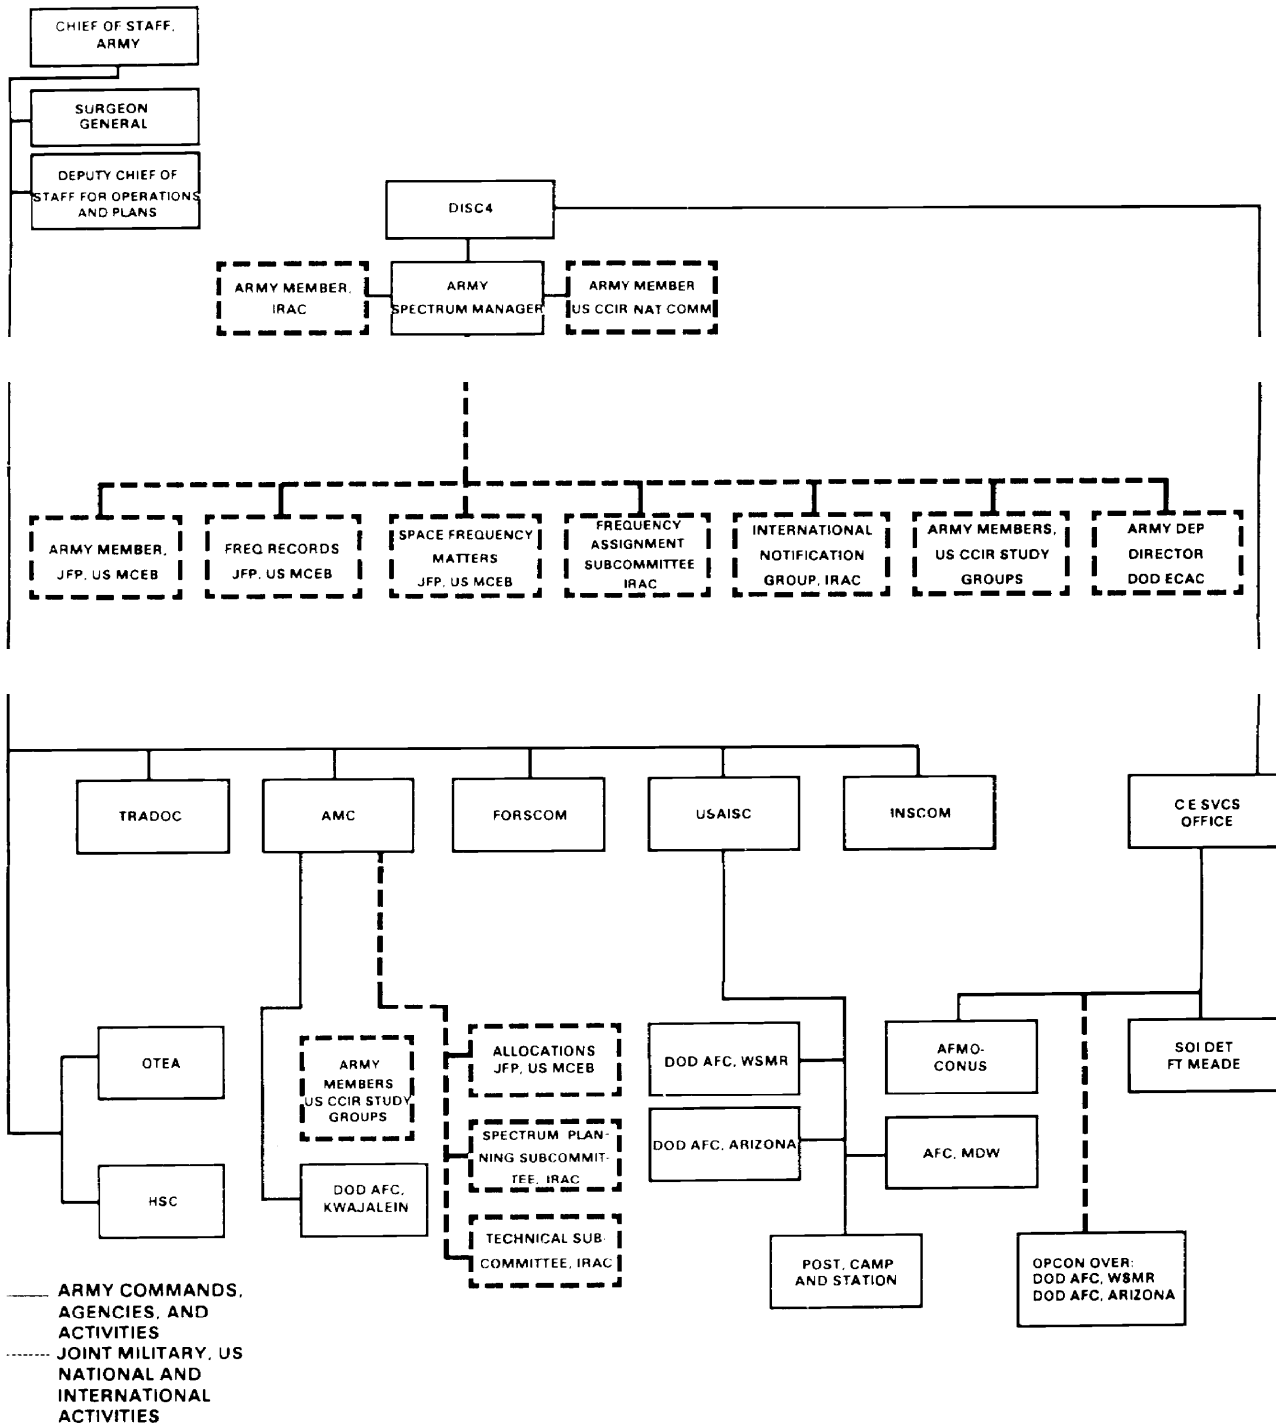 CHIEF OF STAFF,
ARMY
SURGEON
GENERAL
DEPUTY CHIEF OF
STAFF FOR OPERATIONS
AND PLANS
DISC4
ARMY MEMBER,
IRAC
ARMY
SPECTRUM MANAGER
ARMY MEMBER
US CCIR NAT COMM
ARMY MEMBER,
JFP, US MCEB
FREQ RECORDS
JFP, US MCEB
SPACE FREQUENCY
MATTERS
JFP, US MCEB
FREQUENCY
ASSIGNMENT
SUBCOMMITTEE
IRAC
INTERNATIONAL
NOTIFICATION
GROUP, IRAC
ARMY MEMBERS,
US CCIR STUDY
GROUPS
ARMY DEP
DIRECTOR
DOD ECAC
TRADOC
AMC
FORSCOM
USAISC
INSCOM
C E SVCS
OFFICE
OTEA
HSC
ARMY
MEMBERS
US CCIR STUDY
GROUPS
DOD AFC,
KWAJALEIN
ALLOCATIONS
JFP, US MCEB
SPECTRUM PLAN-
NING SUBCOMMIT-
TEE, IRAC
TECHNICAL SUB-
COMMITTEE, IRAC
DOD AFC, WSMR
DOD AFC, ARIZONA
POST, CAMP
AND STATION
AFMO-
CONUS
AFC, MDW
SOI DET
FT MEADE
OPCON OVER:
DOD AFC, WSMR
DOD AFC, ARIZONA
ARMY COMMANDS,
AGENCIES, AND
ACTIVITIES
JOINT MILITARY, US
NATIONAL AND
INTERNATIONAL
ACTIVITIES